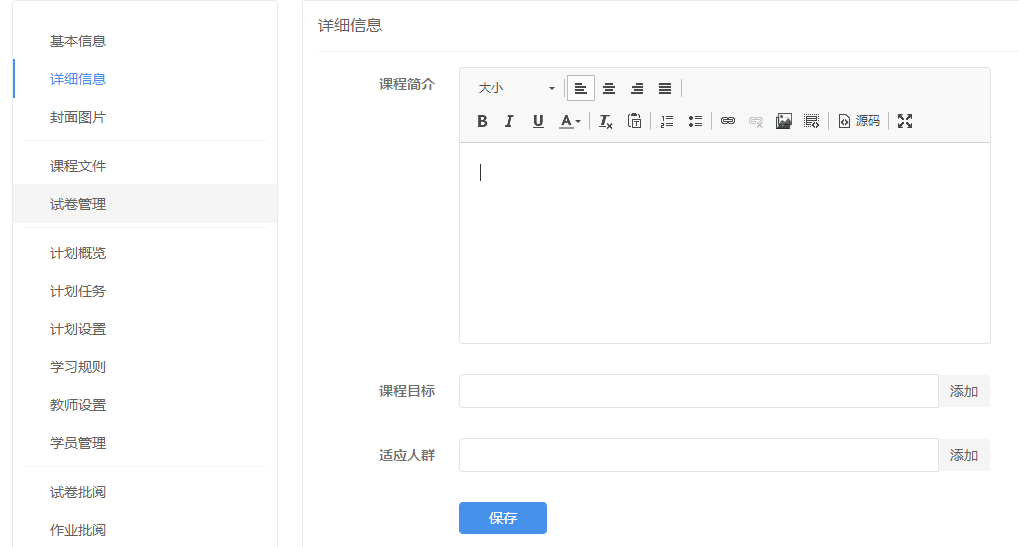 基本信息
详细信息
封面图片
课程文件
试卷管理
计划概览
计划任务
计划设置
学习规则
教师设置
学员管理
试卷批阅
作业批阅
详细信息
课程简介
大小
B I U A Ix 源码
课程目标 添加
适应人群 添加
保存